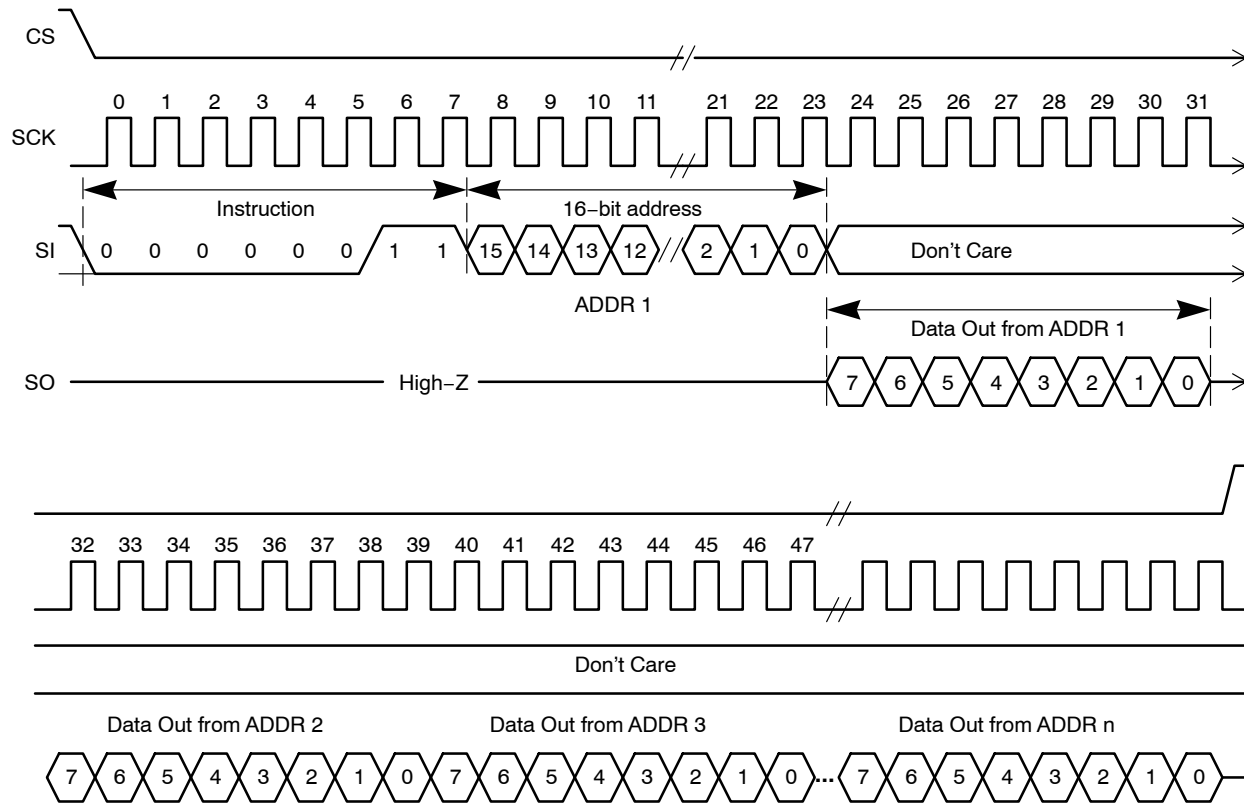 CS
0 1 2 3 4 5 6 7 8 9 10 11 21 22 23 24 25 26 27 28 29 30 31
SCK
Instruction 16−bit address
SI 0 0 0 0 0 0 1 1 15 14 13 12 2 1 0 Don't Care
ADDR 1
Data Out from ADDR 1
SO High−Z 7 6 5 4 3 2 1 0
32 33 34 35 36 37 38 39 40 41 42 43 44 45 46 47
Don't Care
Data Out from ADDR 2 Data Out from ADDR 3 Data Out from ADDR n
7 6 5 4 3 2 1 0 7 6 5 4 3 2 1 0 ... 7 6 5 4 3 2 1 0